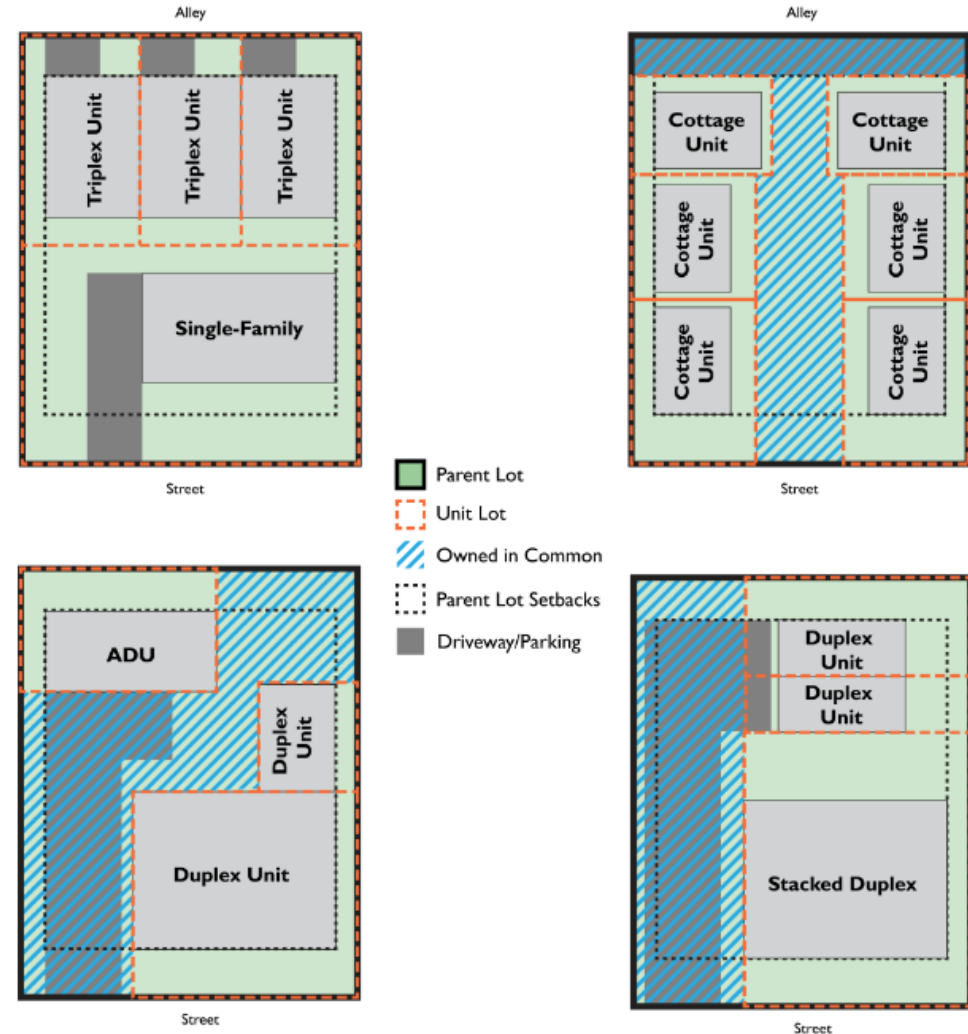 Alley
Triplex Unit
Triplex Unit
Triplex Unit
Single-Family
Street
Alley
Cottage
Unit
Cottage
Unit
Cottage
Unit
Cottage
Unit
Cottage
Unit
Cottage
Unit
Street
Parent Lot
Unit Lot
Owned in Common
Parent Lot Setbacks
Driveway/Parking
ADU
Duplex
Unit
Duplex Unit
Street
Duplex
Unit
Duplex
Unit
Stacked Duplex
Street